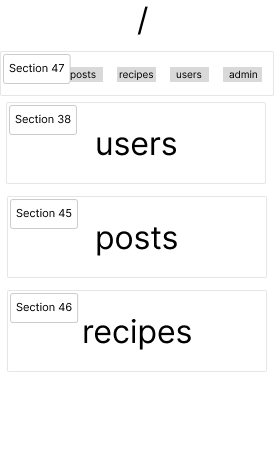 /
Section 47
posts recipes users admin
Section 38
users
Section 45
posts
Section 46
recipes